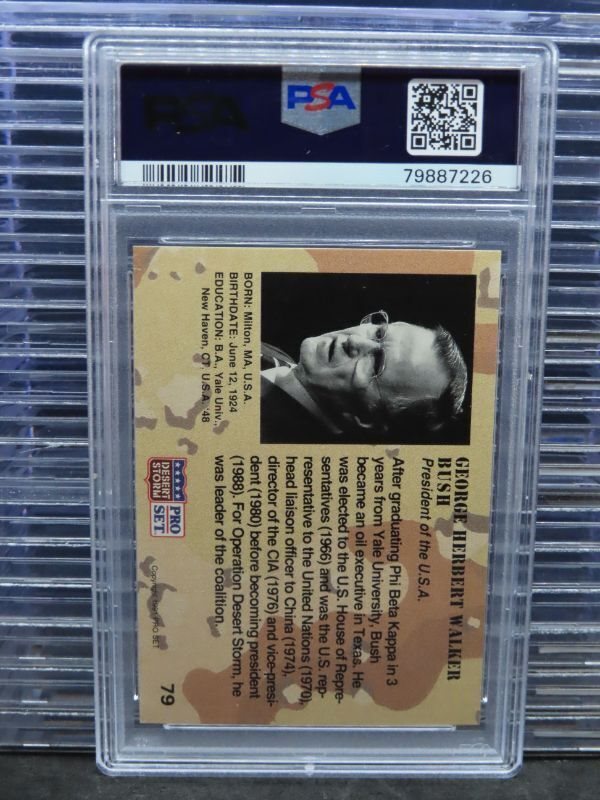 PSA
PSA
79887226
GEORGE HERBERT WALKER
BUSH
President of the U.S.A.
After graduating Phi Beta Kappa in 3
years from Yale University, Bush
became an oil executive in Texas. He
was elected to the U.S. House of Repre-
sentatives (1966) and was the U.S. rep-
resentative to the United Nations (1970),
head liaison officer to China (1974),
director of the CIA (1976) and vice-presi-
dent (1980) before becoming president
(1988). For Operation Desert Storm, he
was leader of the coalition.
BORN: Milton, MA, U.S.A.
BIRTHDATE: June 12, 1924
EDUCATION: B.A., Yale Univ.,
New Haven, CT, U.S.A. '48
PRO
SET
DESERT
STORM
Copyright PRO SET
79